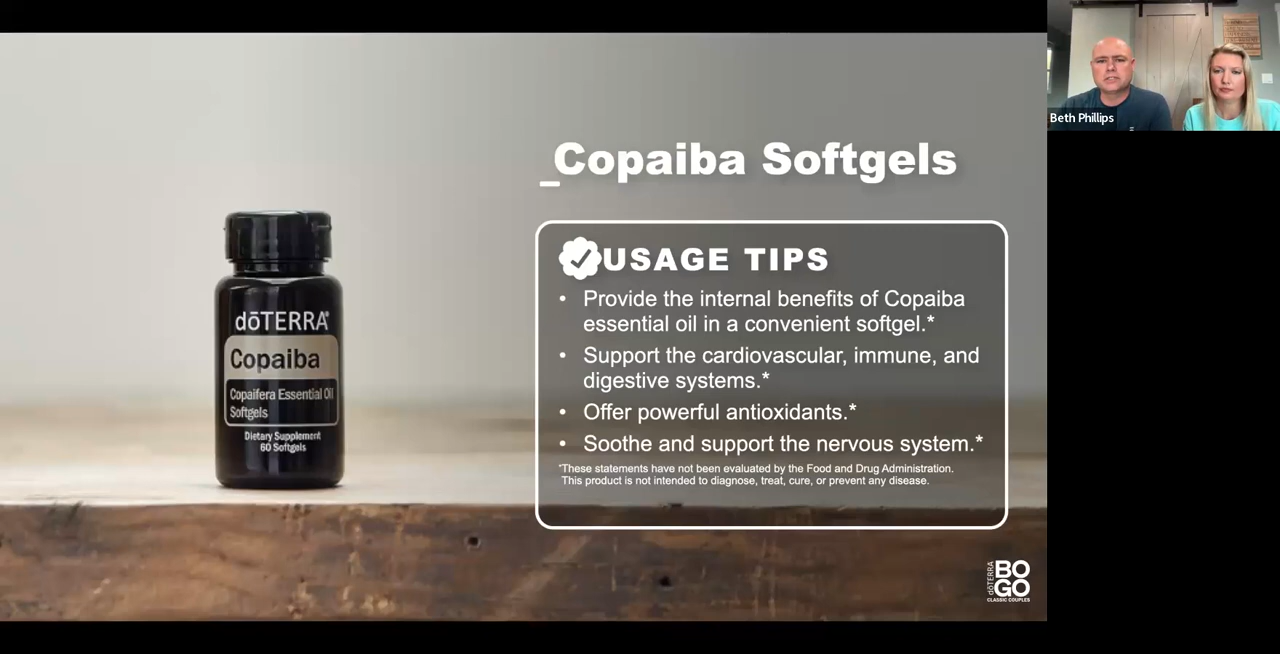 _Copaiba Softgels
USAGE TIPS
• Provide the internal benefits of Copaiba
essential oil in a convenient softgel.*
• Support the cardiovascular, immune, and
digestive systems.*
• Offer powerful antioxidants.*
• Soothe and support the nervous system.*
*These statements have not been evaluated by the Food and Drug Administration.
This product is not intended to diagnose, treat, cure, or prevent any disease.
dōTERRA®
Copaiba
Copaifera Essential Oil
Softgels
Dietary Supplement
60 Softgels
dōTERRA
BO
GO
CLASSIC COUPLES
Beth Phillips